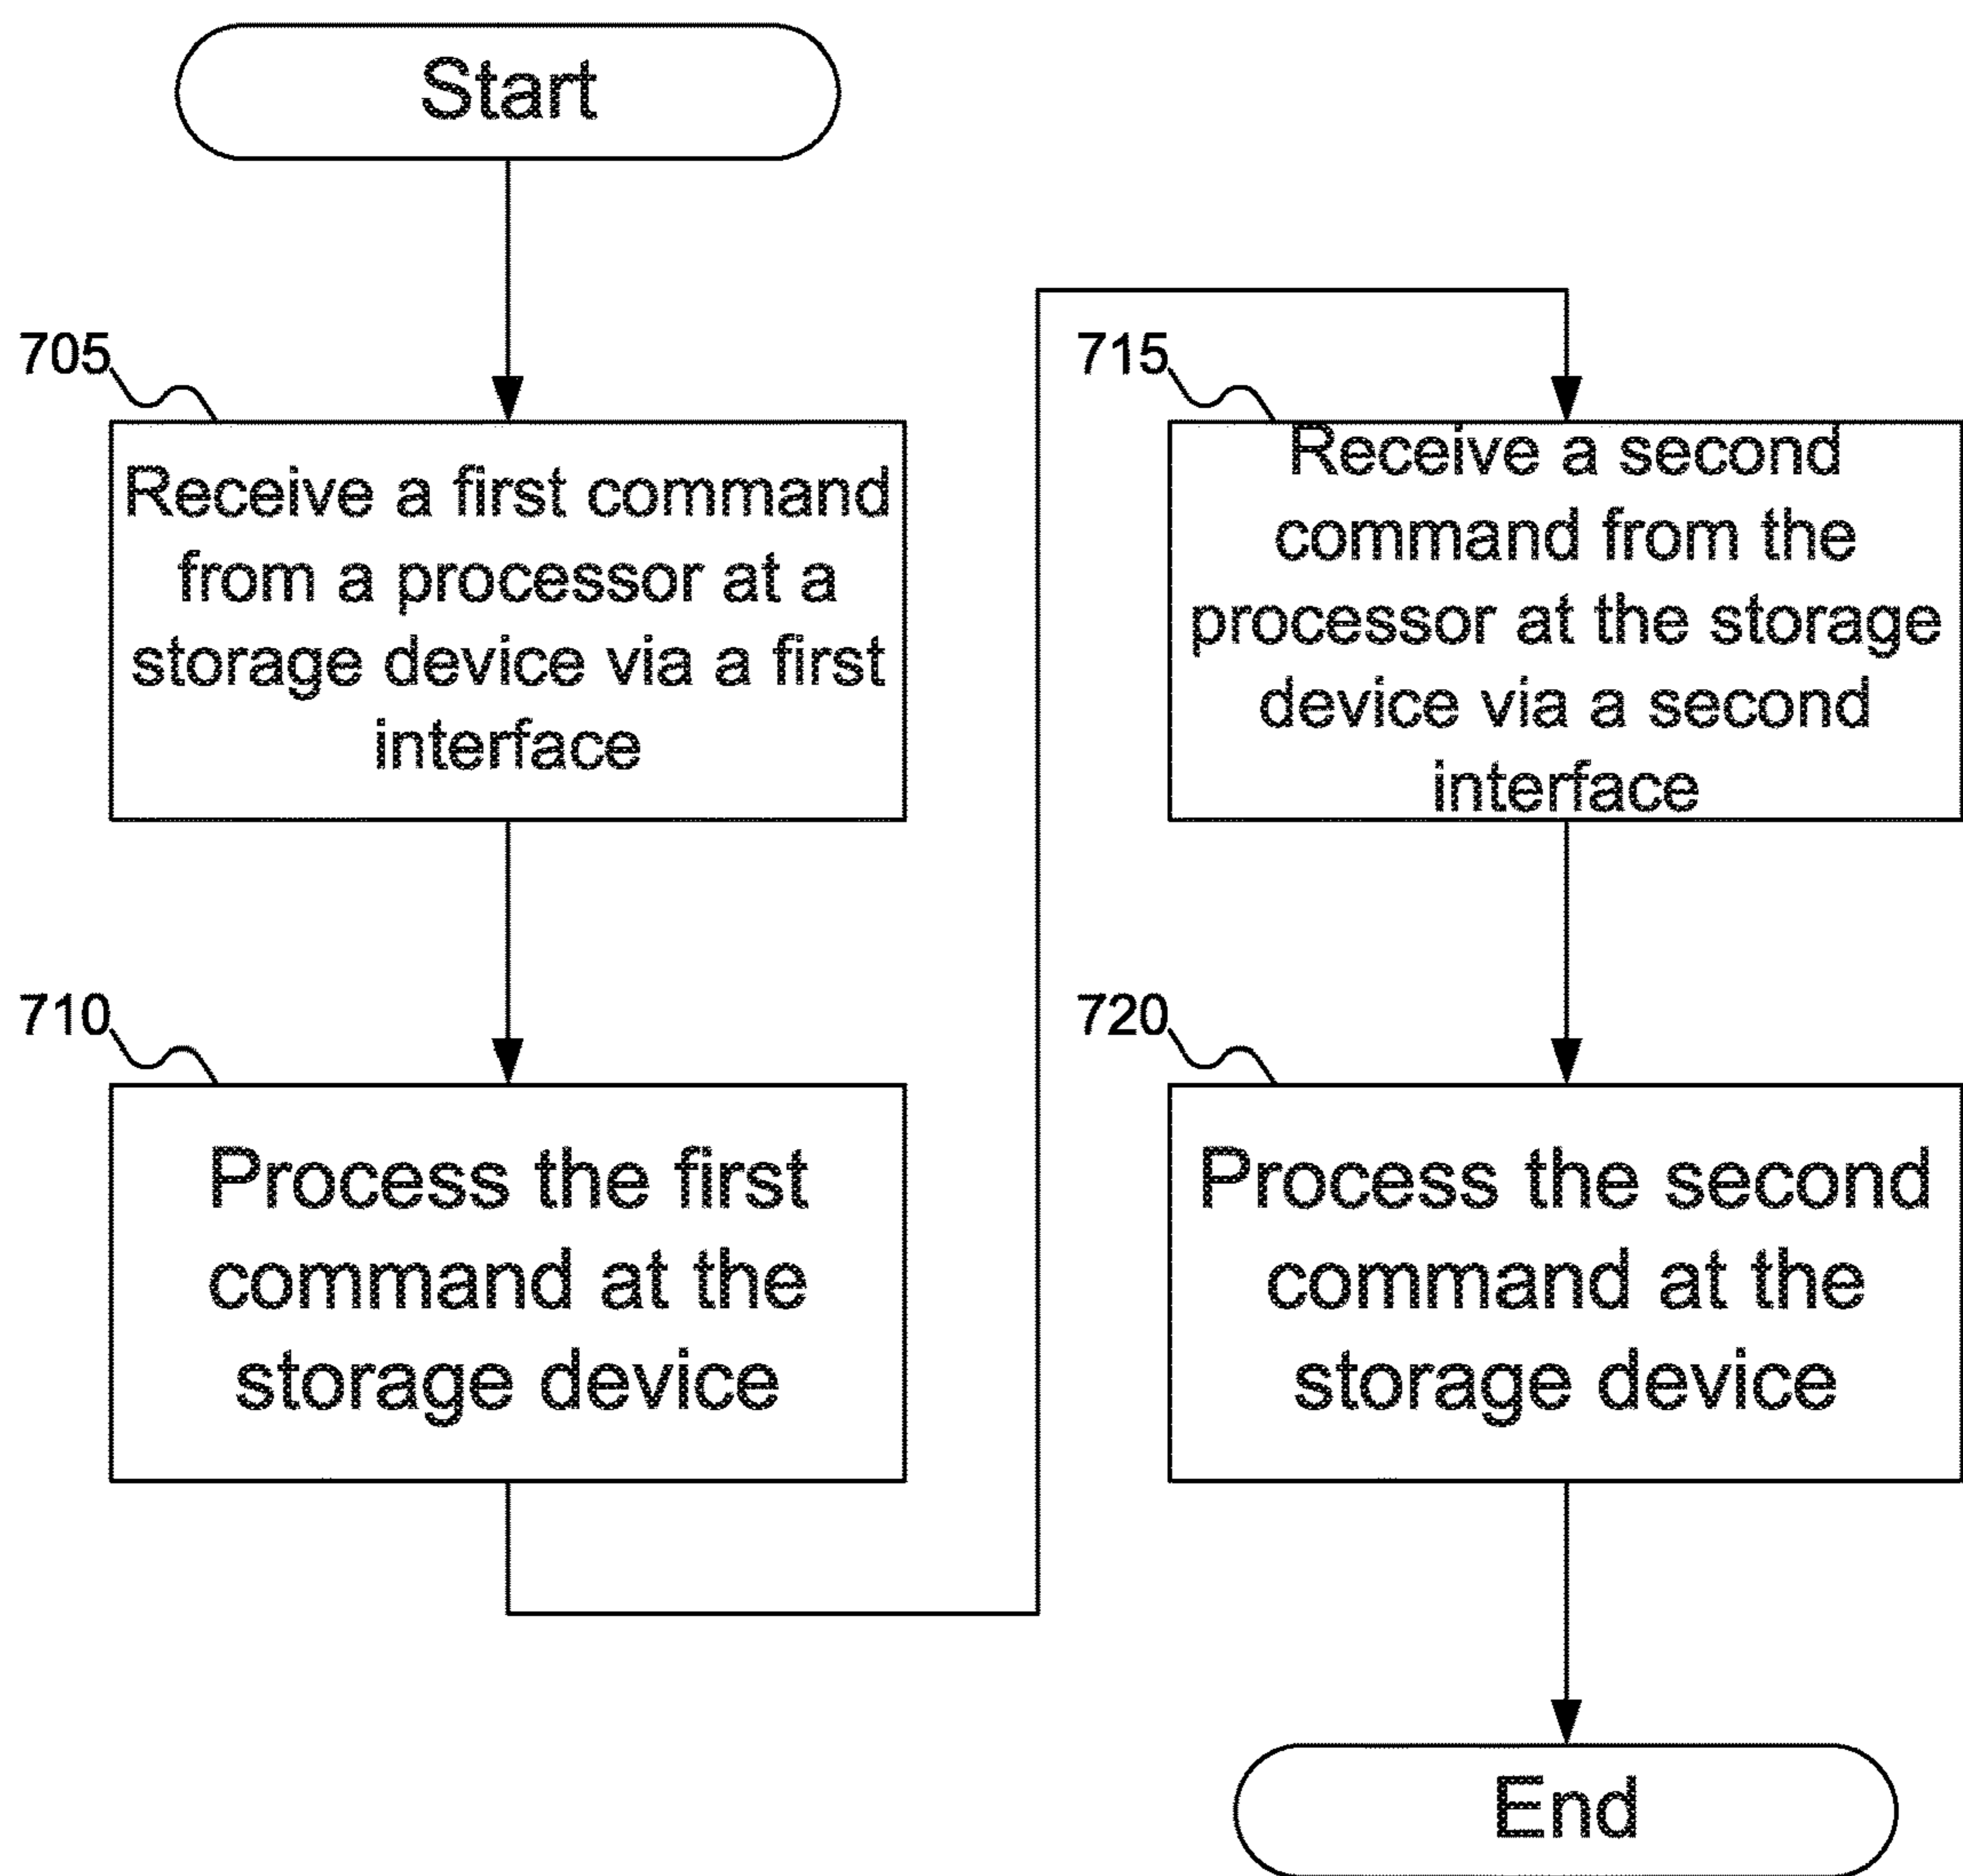 Start
705
Receive a first command
from a processor at a
storage device via a first
interface
710
Process the first
command at the
storage device
715
Receive a second
command from the
processor at the storage
device via a second
interface
720
Process the second
command at the
storage device
End